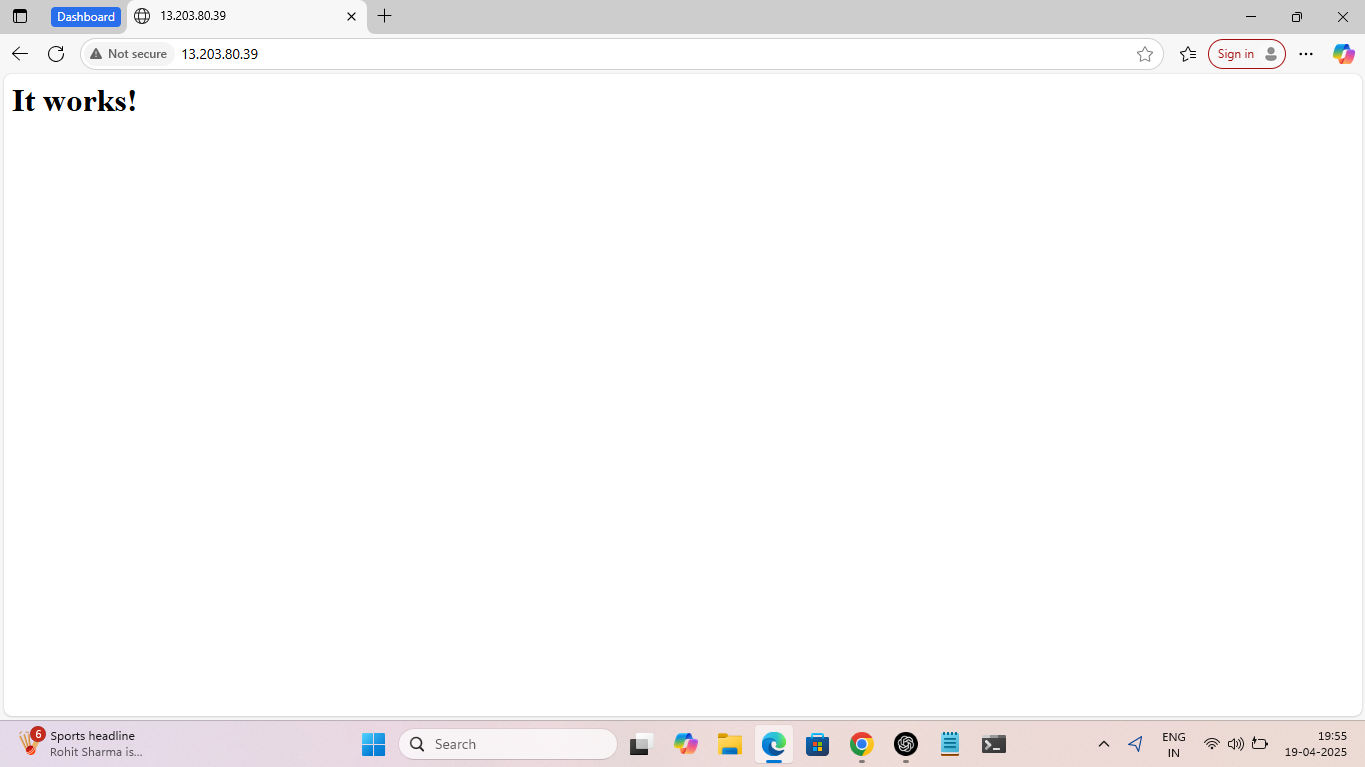 Dashboard
13.203.80.39
Not secure
13.203.80.39
Sign in
It works!
6
Sports headline
Rohit Sharma is...
Search
ENG
IN
19:55
19-04-2025